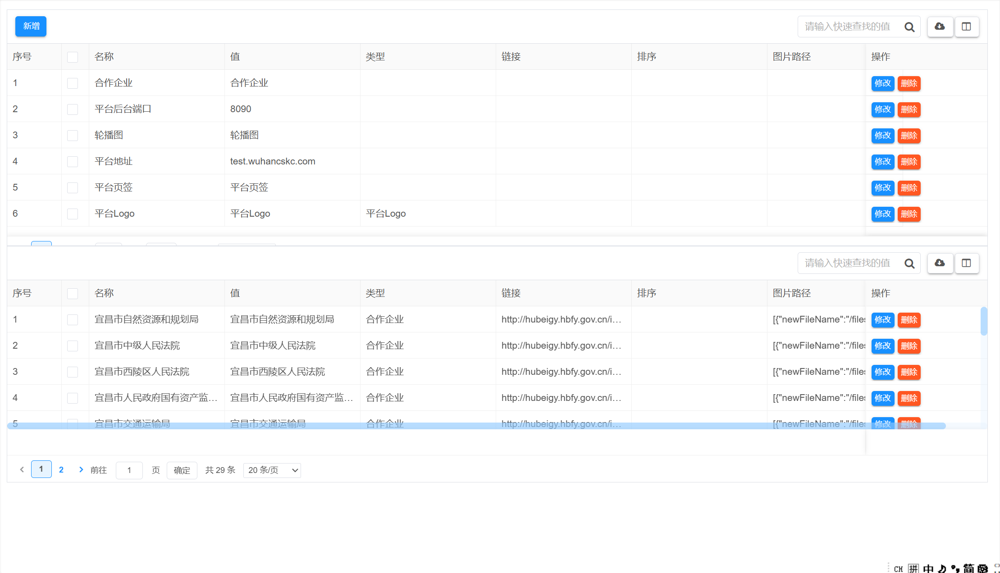 新增
请输入快速查找的值
序号 名称 值 类型 链接 排序 图片路径 操作
1 合作企业 合作企业 修改 删除
2 平台后台端口 8090 修改 删除
3 轮播图 轮播图 修改 删除
4 平台地址 test.wuhancskc.com 修改 删除
5 平台页签 平台页签 修改 删除
6 平台Logo 平台Logo 平台Logo 修改 删除
请输入快速查找的值
序号 名称 值 类型 链接 排序 图片路径 操作
1 宜昌市自然资源和规划局 宜昌市自然资源和规划局 合作企业 http://hubeigy.hbfy.gov.cn/i... [{"newFileName":"/files 修改 删除
2 宜昌市中级人民法院 宜昌市中级人民法院 合作企业 http://hubeigy.hbfy.gov.cn/i... [{"newFileName":"/files 修改 删除
3 宜昌市西陵区人民法院 宜昌市西陵区人民法院 合作企业 http://hubeigy.hbfy.gov.cn/i... [{"newFileName":"/files 修改 删除
4 宜昌市人民政府国有资产监... 宜昌市人民政府国有资产监... 合作企业 http://hubeigy.hbfy.gov.cn/i... [{"newFileName":"/files 修改 删除
5 宜昌市交通运输局 宜昌市交通运输局 合作企业 http://hubeigy.hbfy.gov.cn/i... [{"newFileName":"/files 修改 删除
1 2 前往 1 页 确定 共 29 条 20 条/页
CH 拼 中 简